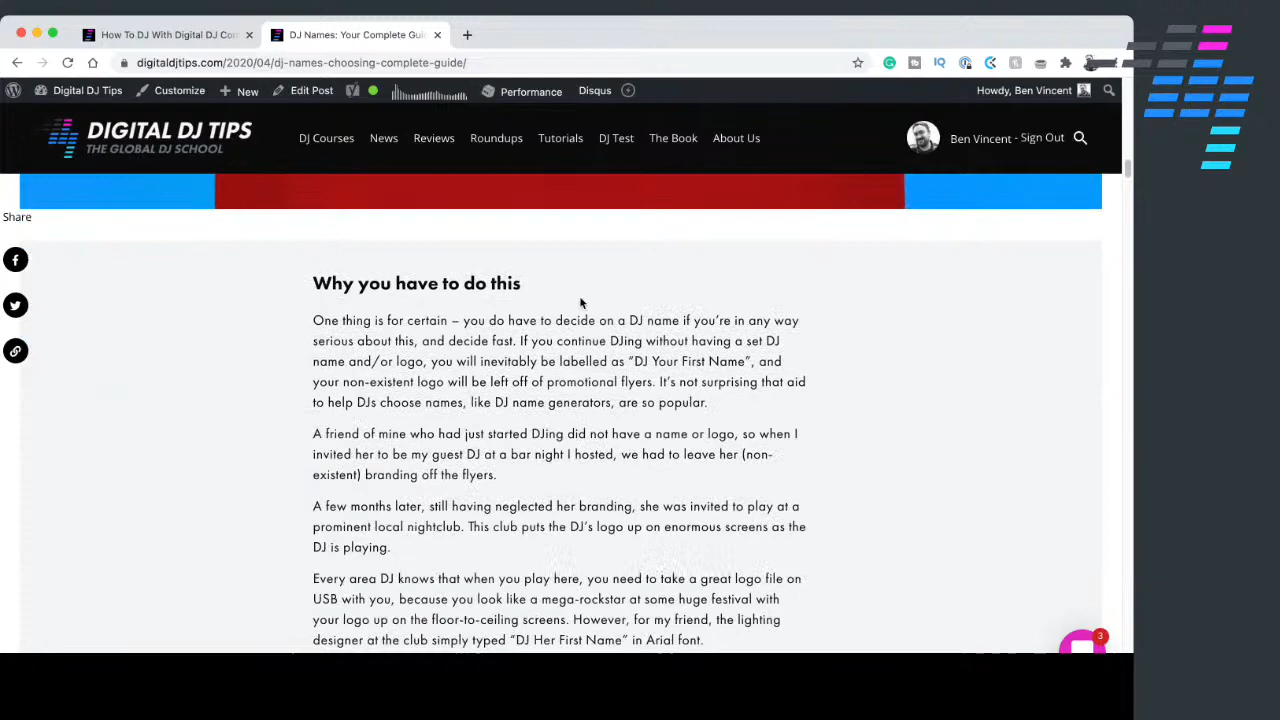 How To DJ With Digital DJ Con
DJ Names: Your Complete Gui
digitaldjtips.com/2020/04/dj-names-choosing-complete-guide/
Digital DJ Tips
Customize
New
Edit Post
Performance
Disqus
Howdy, Ben Vincent
DIGITAL DJ TIPS
THE GLOBAL DJ SCHOOL
DJ Courses
News
Reviews
Roundups
Tutorials
DJ Test
The Book
About Us
Ben Vincent - Sign Out
Share
Why you have to do this
One thing is for certain – you do have to decide on a DJ name if you’re in any way
serious about this, and decide fast. If you continue DJing without having a set DJ
name and/or logo, you will inevitably be labelled as “DJ Your First Name”, and
your non-existent logo will be left off of promotional flyers. It’s not surprising that aid
to help DJs choose names, like DJ name generators, are so popular.
A friend of mine who had just started DJing did not have a name or logo, so when I
invited her to be my guest DJ at a bar night I hosted, we had to leave her (non-
existent) branding off the flyers.
A few months later, still having neglected her branding, she was invited to play at a
prominent local nightclub. This club puts the DJ’s logo up on enormous screens as the
DJ is playing.
Every area DJ knows that when you play here, you need to take a great logo file on
USB with you, because you look like a mega-rockstar at some huge festival with
your logo up on the floor-to-ceiling screens. However, for my friend, the lighting
designer at the club simply typed “DJ Her First Name” in Arial font.
3